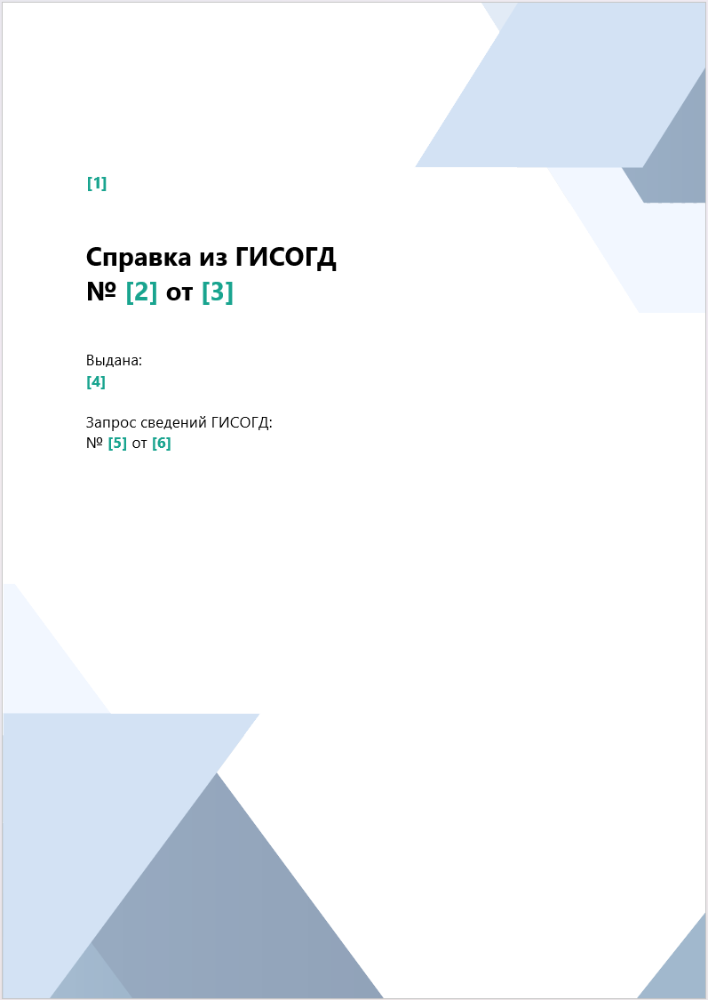 [1]
Справка из ГИСОГД
№ [2] от [3]
Выдана:
[4]
Запрос сведений ГИСОГД:
№ [5] от [6]